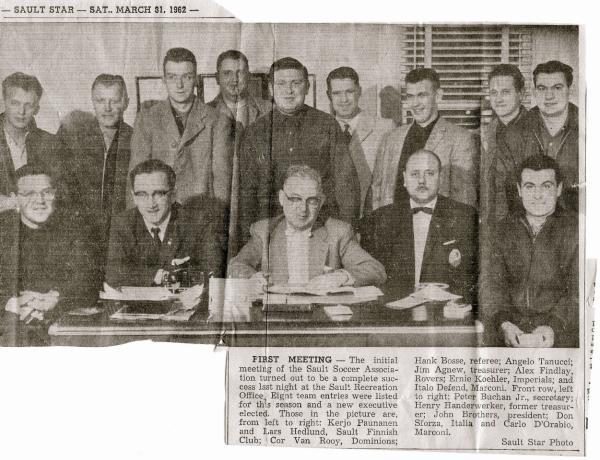 — SAULT STAR — SAT., MARCH 31, 1962 —
FIRST MEETING — The initial
meeting of the Sault Soccer Associa-
tion turned out to be a complete suc-
cess last night at the Sault Recreation
Office. Eight team entries were listed
for this season and a new executive
elected. Those in the picture are,
from left to right: Kerjo Paunanen
and Lars Hedlund, Sault Finnish
Club; Cor Van Rooy, Dominions;
Hank Bosse, referee; Angelo Tanucci;
Jim Agnew, treasurer; Alex Findlay,
Rovers; Ernie Koehler, Imperials; and
Italo Defend, Marconi. Front row, left
to right: Peter Buchan Jr., secretary;
Henry Handerwerker, former treasur-
er; John Brothers, president; Don
Sforza, Italia and Carlo D'Orabio,
Marconi.
Sault Star Photo